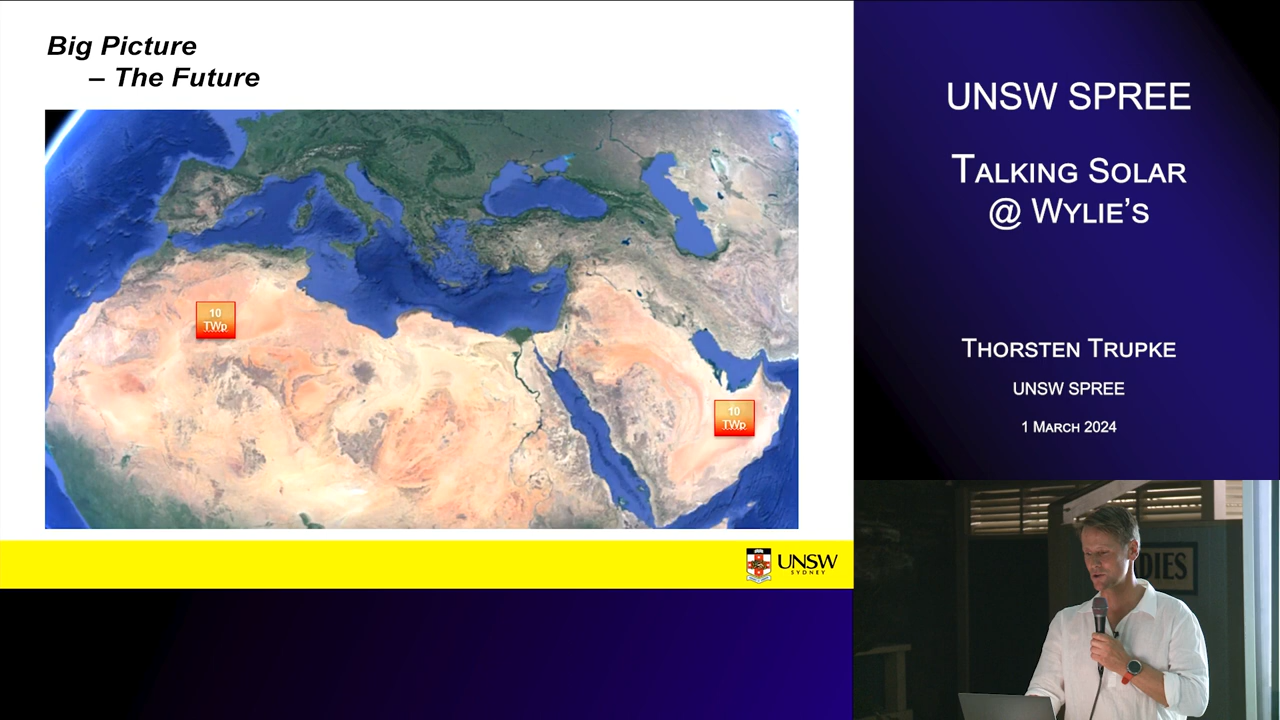 Big Picture
– The Future
10
TWp
10
TWp
UNSW
SYDNEY
UNSW SPREE
TALKING SOLAR
@ WYLIE'S
THORSTEN TRUPKE
UNSW SPREE
1 MARCH 2024
DIES